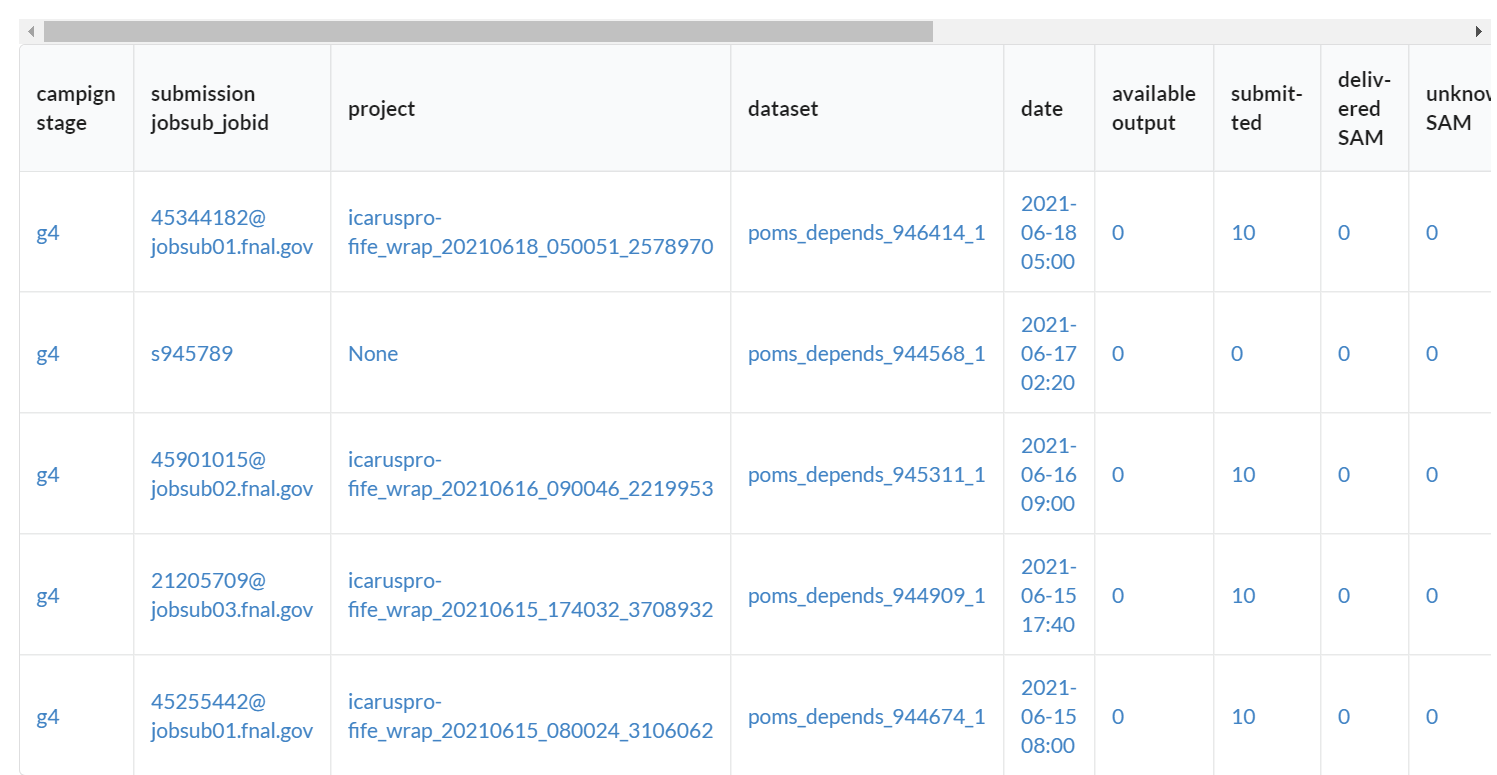 campign
stage
submission
jobsub_jobid
project
dataset
date
available
output
submit-
ted
deliv-
ered
SAM
SAM
g4
45344182@
jobsub01.fnal.gov
icaruspro-
fife_wrap_20210618_050051_2578970
poms_depends_946414_1
2021-
06-18
05:00
0
10
0
0
g4
s945789
None
poms_depends_944568_1
2021-
06-17
02:20
0
0
0
0
g4
45901015@
jobsub02.fnal.gov
icaruspro-
fife_wrap_20210616_090046_2219953
poms_depends_945311_1
2021-
06-16
09:00
0
10
0
0
g4
21205709@
jobsub03.fnal.gov
icaruspro-
fife_wrap_20210615_174032_3708932
poms_depends_944909_1
2021-
06-15
17:40
0
10
0
0
g4
45255442@
jobsub01.fnal.gov
icaruspro-
fife_wrap_20210615_080024_3106062
poms_depends_944674_1
2021-
06-15
08:00
0
10
0
0